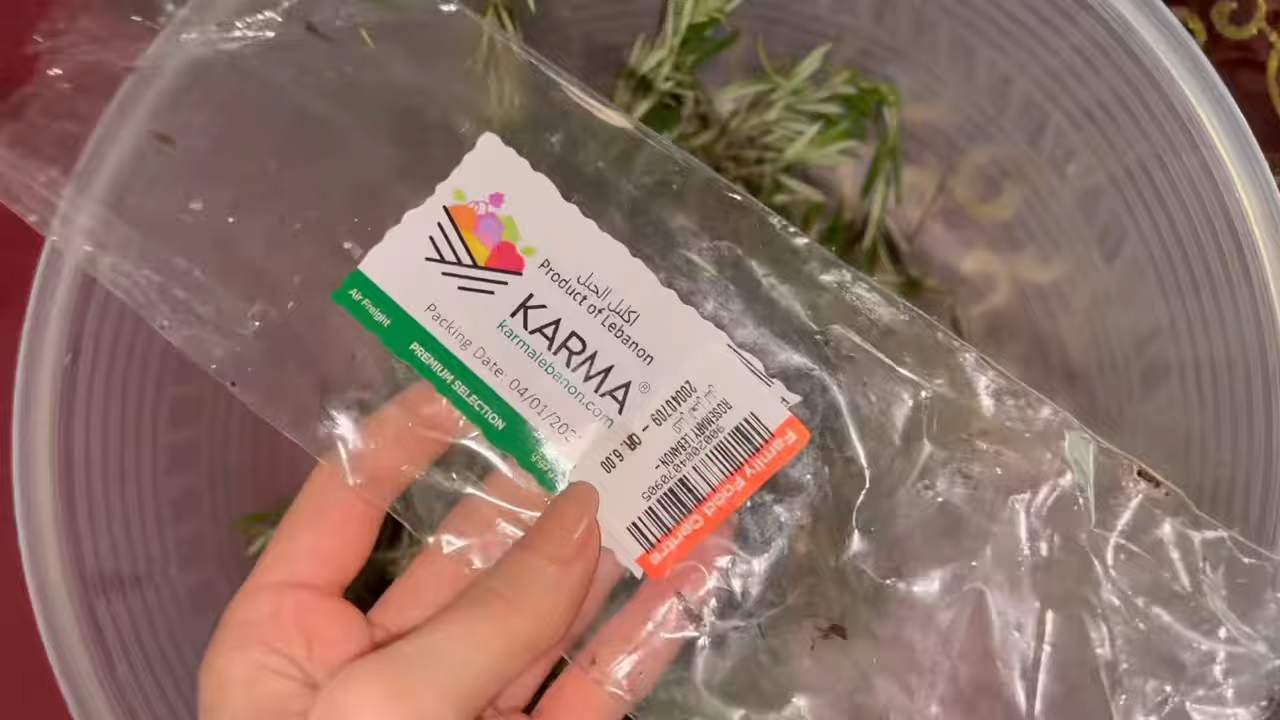 اكليل الجبل
Product of Lebanon
KARMA®
karmalebanon.com
Packing Date: 04/01/202
Air Freight
PREMIUM SELECTION
20040709 - QR. 6.00
ROSEMARY LEBANON -
9002004070905
Family Food Centre